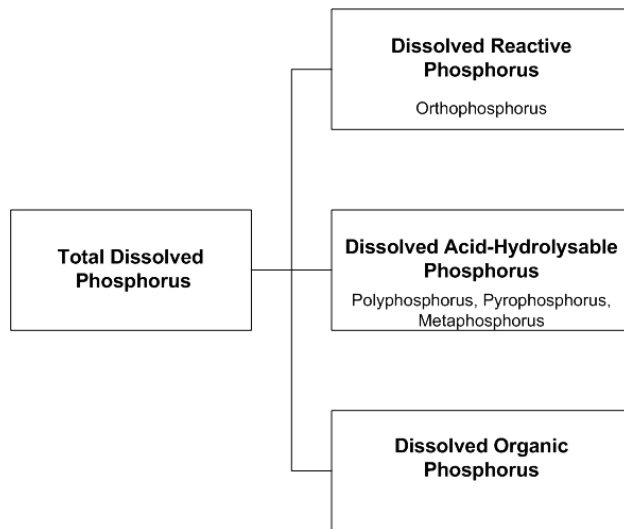 Dissolved Reactive
Phosphorus
Orthophosphorus
Total Dissolved
Phosphorus
Dissolved Acid-Hydrolysable
Phosphorus
Polyphosphorus, Pyrophosphorus,
Metaphosphorus
Dissolved Organic
Phosphorus